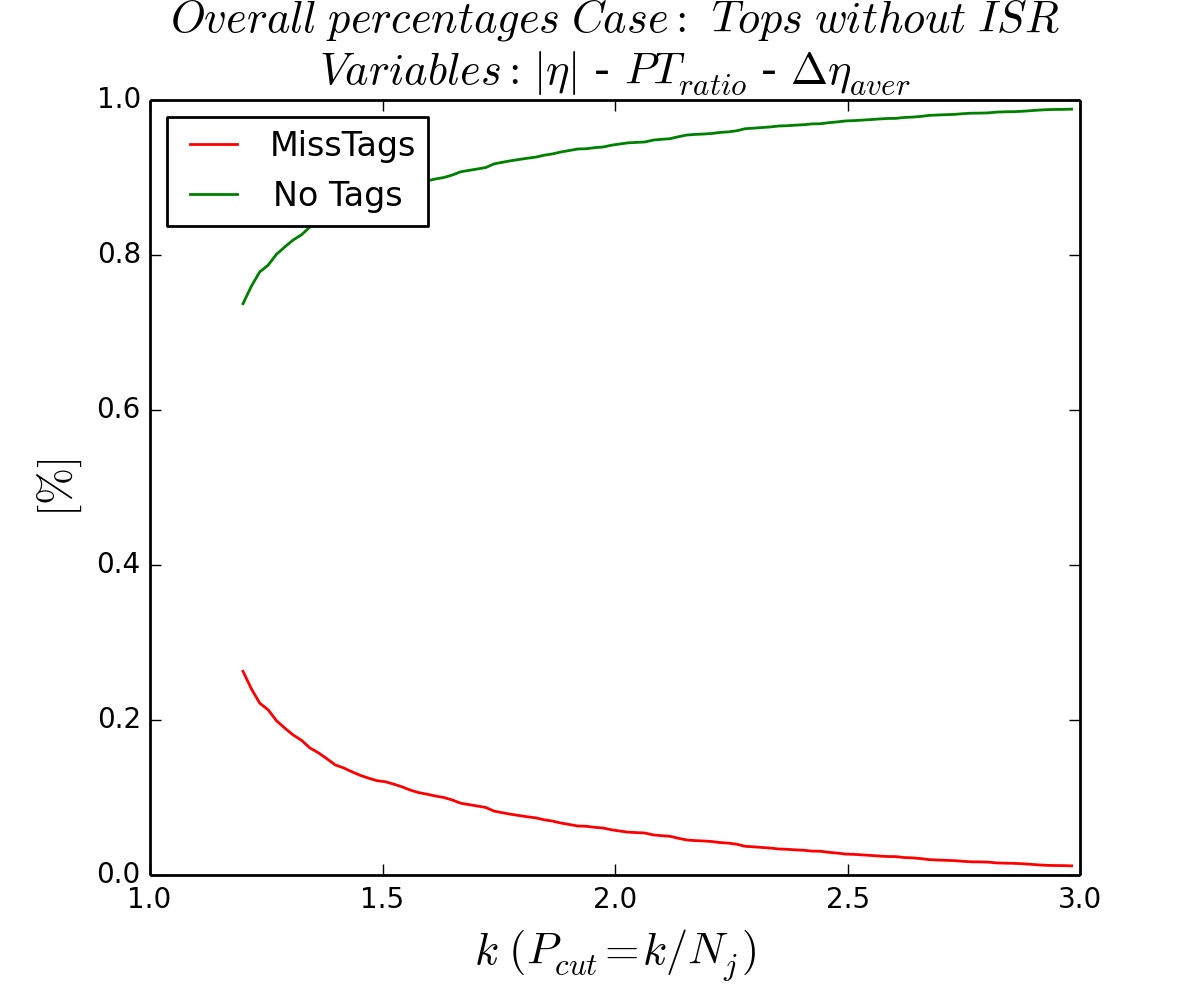 Overall percentages Case: Tops without ISR
Variables: |η| - PT_ratio - Δη_aver
1.0
MissTags
No Tags
0.8
0.6
[%]
0.4
0.2
0.0
1.0 1.5 2.0 2.5 3.0
k (P_cut = k/N_j)